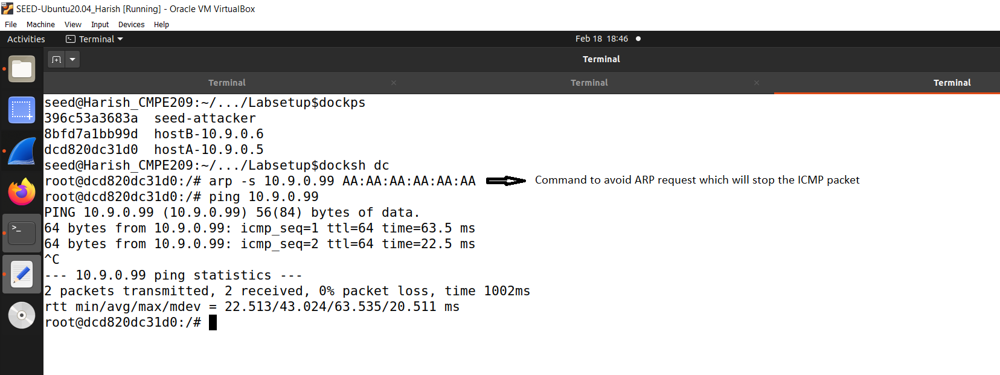 SEED-Ubuntu20.04_Harish [Running] - Oracle VM VirtualBox
File Machine View Input Devices Help
Activities Terminal Feb 18 18:46
Terminal
Terminal Terminal Terminal
seed@Harish_CMPE209:~/.../Labsetup$dockps
396c53a3683a  seed-attacker
8bfd7a1bb99d  hostB-10.9.0.6
dcd820dc31d0  hostA-10.9.0.5
seed@Harish_CMPE209:~/.../Labsetup$docksh dc
root@dcd820dc31d0:/# arp -s 10.9.0.99 AA:AA:AA:AA:AA:AA Command to avoid ARP request which will stop the ICMP packet
root@dcd820dc31d0:/# ping 10.9.0.99
PING 10.9.0.99 (10.9.0.99) 56(84) bytes of data.
64 bytes from 10.9.0.99: icmp_seq=1 ttl=64 time=63.5 ms
64 bytes from 10.9.0.99: icmp_seq=2 ttl=64 time=22.5 ms
^C
--- 10.9.0.99 ping statistics ---
2 packets transmitted, 2 received, 0% packet loss, time 1002ms
rtt min/avg/max/mdev = 22.513/43.024/63.535/20.511 ms
root@dcd820dc31d0:/#